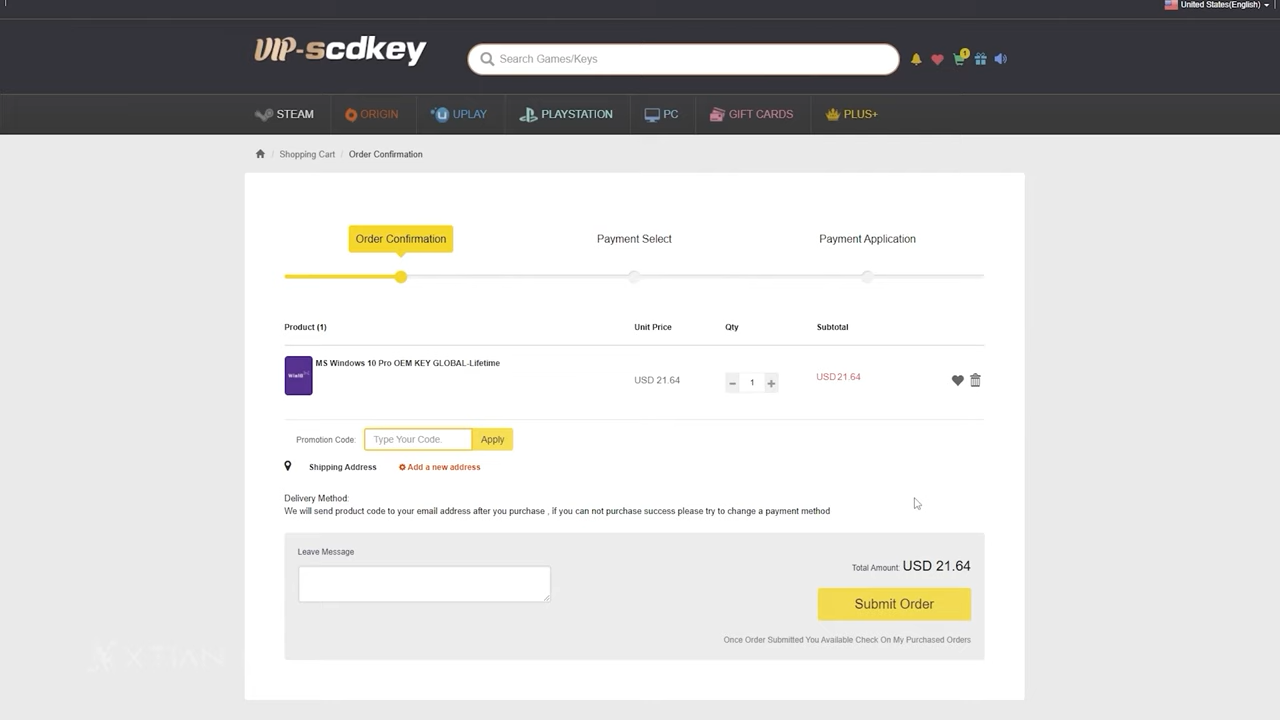 United States(English)
VIP-scdkey
Search Games/Keys
1
STEAM
ORIGIN
UPLAY
PLAYSTATION
PC
GIFT CARDS
PLUS+
/ Shopping Cart / Order Confirmation
Order Confirmation
Payment Select
Payment Application
Product (1)
Unit Price
Qty
Subtotal
MS Windows 10 Pro OEM KEY GLOBAL-Lifetime
USD 21.64
- 1 +
USD 21.64
Promotion Code:
Type Your Code.
Apply
Shipping Address
Add a new address
Delivery Method:
We will send product code to your email address after you purchase , if you can not purchase success please try to change a payment method
Leave Message
Total Amount: USD 21.64
Submit Order
Once Order Submitted You Available Check On My Purchased Orders
X TIAN